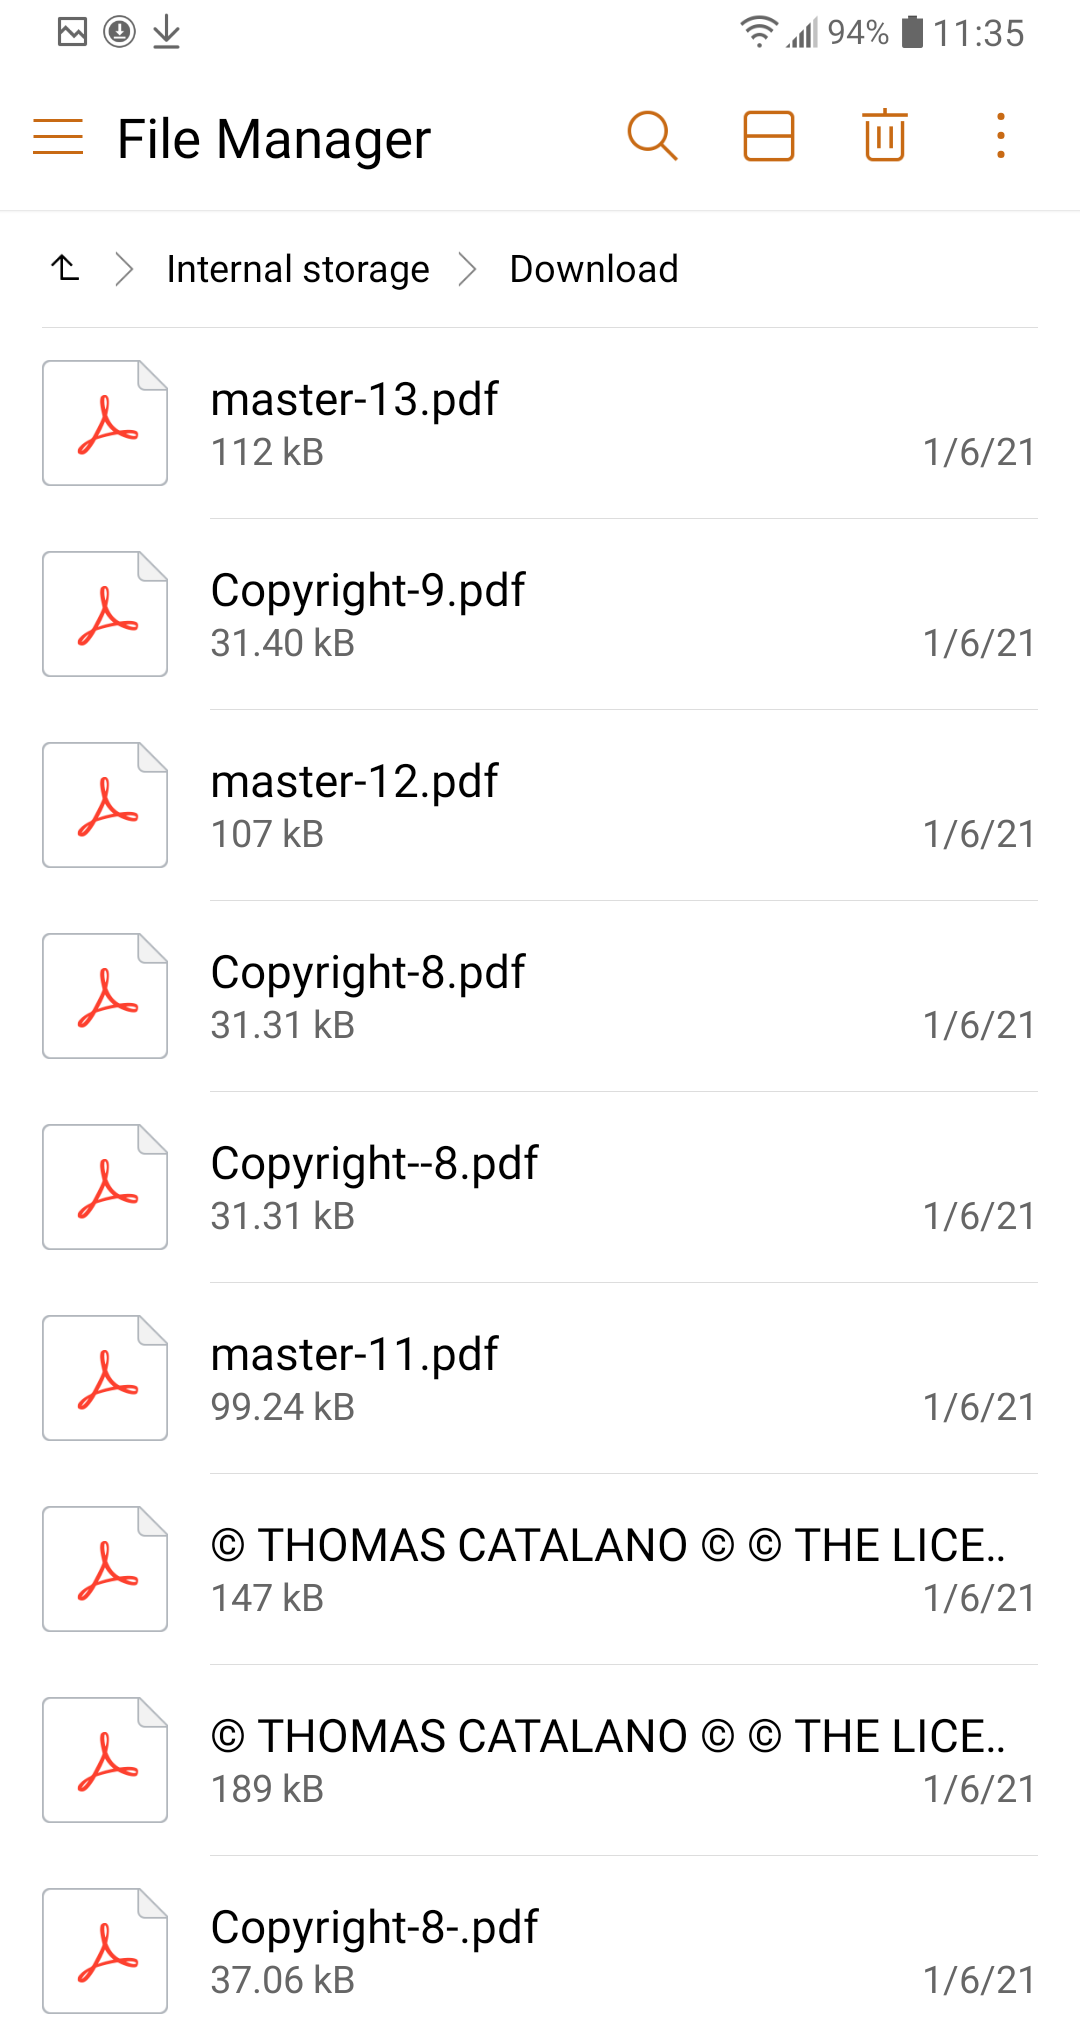 94% 11:35
File Manager
Internal storage Download
master-13.pdf
112 kB 1/6/21
Copyright-9.pdf
31.40 kB 1/6/21
master-12.pdf
107 kB 1/6/21
Copyright-8.pdf
31.31 kB 1/6/21
Copyright--8.pdf
31.31 kB 1/6/21
master-11.pdf
99.24 kB 1/6/21
© THOMAS CATALANO © © THE LICE..
147 kB 1/6/21
© THOMAS CATALANO © © THE LICE..
189 kB 1/6/21
Copyright-8-.pdf
37.06 kB 1/6/21